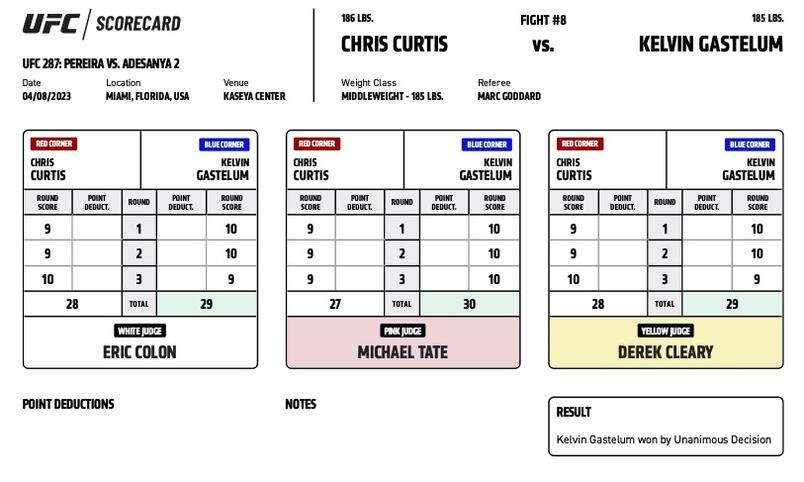 UFC SCORECARD
UFC 287: PEREIRA VS. ADESANYA 2
Date Location Venue
04/08/2023 MIAMI, FLORIDA, USA KASEYA CENTER
186 LBS. FIGHT #8 185 LBS.
CHRIS CURTIS vs. KELVIN GASTELUM
Weight Class Referee
MIDDLEWEIGHT - 185 LBS. MARC GODDARD
RED CORNER BLUE CORNER
CHRIS KELVIN
CURTIS GASTELUM
ROUND POINT ROUND POINT ROUND
SCORE DEDUCT. DEDUCT. SCORE
9 1 10
9 2 10
10 3 9
28 TOTAL 29
WHITE JUDGE
ERIC COLON
RED CORNER BLUE CORNER
CHRIS KELVIN
CURTIS GASTELUM
ROUND POINT ROUND POINT ROUND
SCORE DEDUCT. DEDUCT. SCORE
9 1 10
9 2 10
9 3 10
27 TOTAL 30
PINK JUDGE
MICHAEL TATE
RED CORNER BLUE CORNER
CHRIS KELVIN
CURTIS GASTELUM
ROUND POINT ROUND POINT ROUND
SCORE DEDUCT. DEDUCT. SCORE
9 1 10
9 2 10
10 3 9
28 TOTAL 29
YELLOW JUDGE
DEREK CLEARY
POINT DEDUCTIONS
NOTES
RESULT
Kelvin Gastelum won by Unanimous Decision